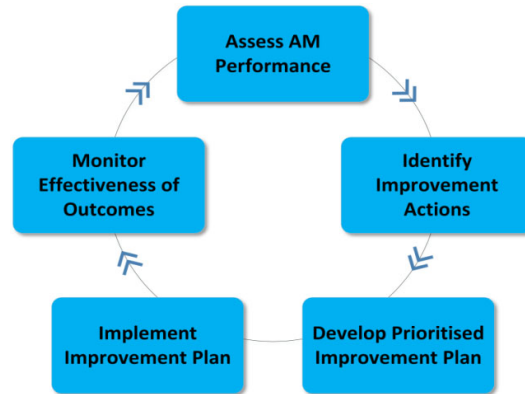 Assess AM
Performance
Identify
Improvement
Actions
Develop Prioritised
Improvement Plan
Implement
Improvement Plan
Monitor
Effectiveness of
Outcomes